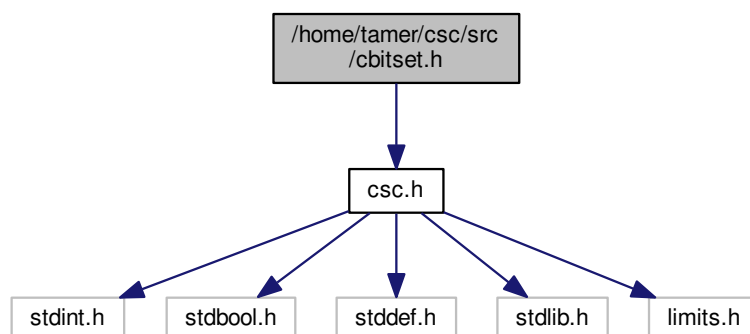 /home/tamer/csc/src
/cbitset.h
csc.h
stdint.h
stdbool.h
stddef.h
stdlib.h
limits.h